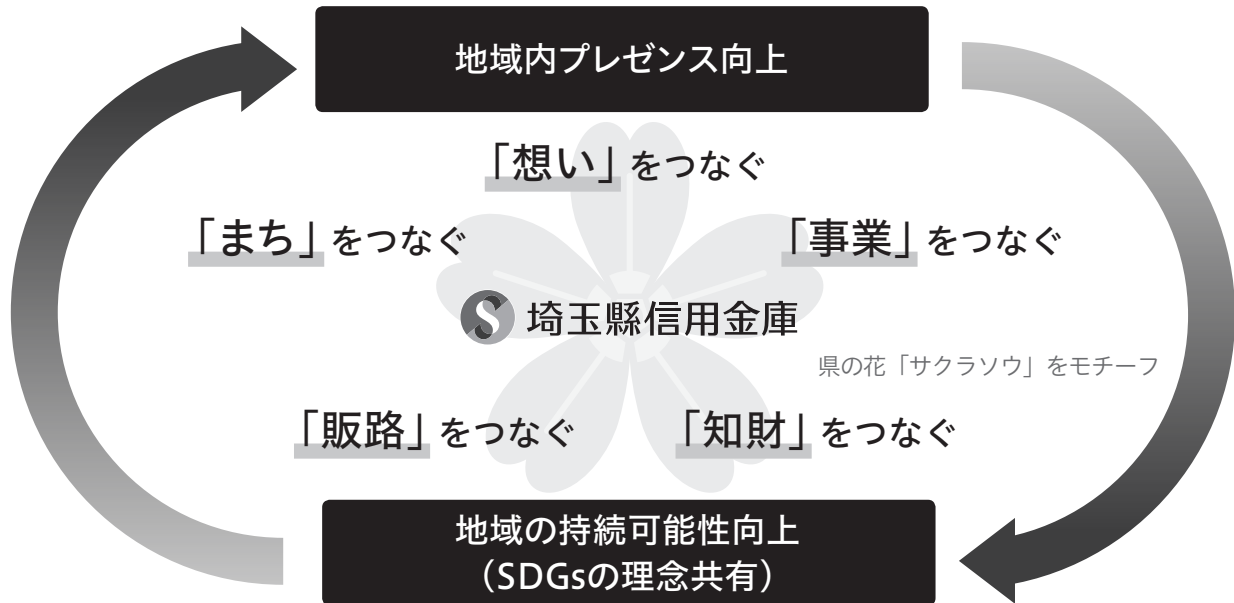 地域内プレゼンス向上
「想い」をつなぐ
「まち」をつなぐ
「事業」をつなぐ
埼玉縣信用金庫
県の花「サクラソウ」をモチーフ
「販路」をつなぐ
「知財」をつなぐ
地域の持続可能性向上
（SDGsの理念共有）